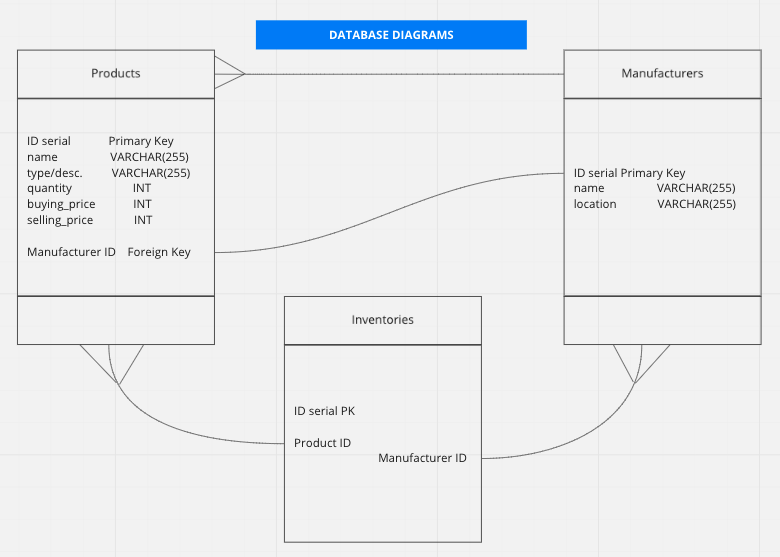 DATABASE DIAGRAMS
Products
ID serial Primary Key
name VARCHAR(255)
type/desc. VARCHAR(255)
quantity INT
buying_price INT
selling_price INT
Manufacturer ID Foreign Key
Manufacturers
ID serial Primary Key
name VARCHAR(255)
location VARCHAR(255)
Inventories
ID serial PK
Product ID
Manufacturer ID